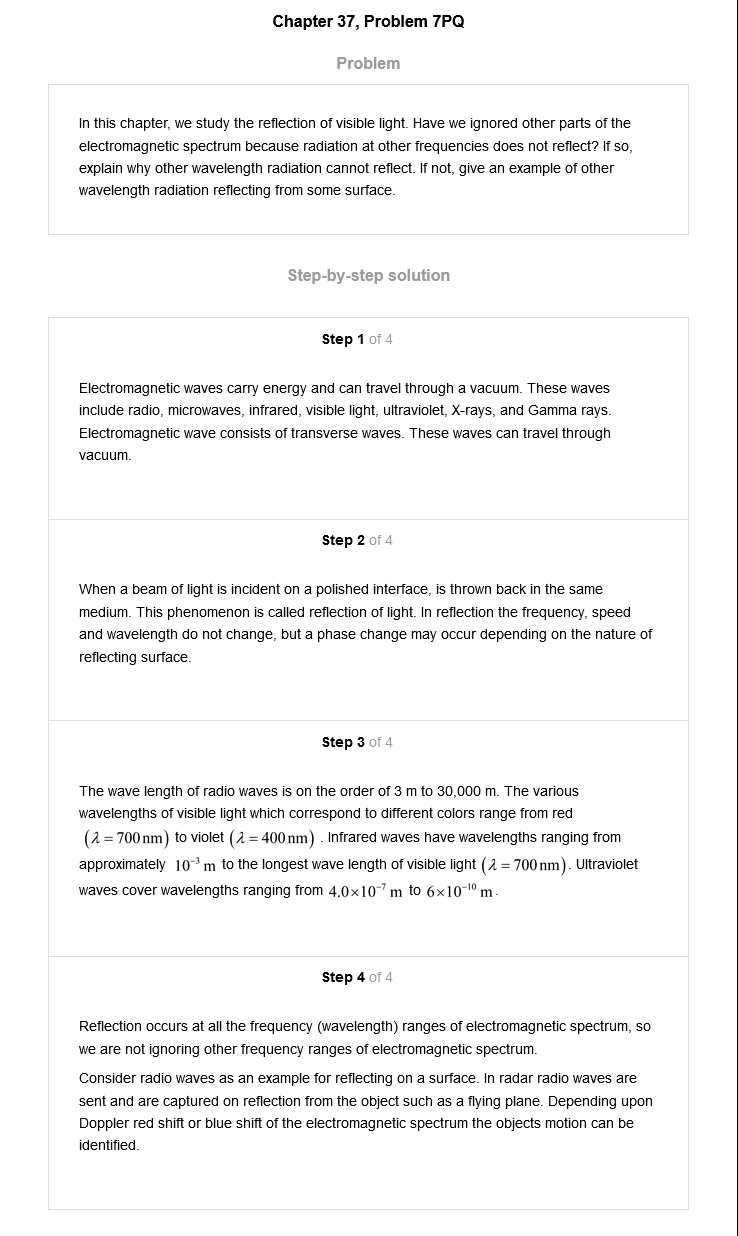 Chapter 37, Problem 7PQ
Problem
In this chapter, we study the reflection of visible light. Have we ignored other parts of the
electromagnetic spectrum because radiation at other frequencies does not reflect? If so,
explain why other wavelength radiation cannot reflect. If not, give an example of other
wavelength radiation reflecting from some surface.
Step-by-step solution
Step 1 of 4
Electromagnetic waves carry energy and can travel through a vacuum. These waves
include radio, microwaves, infrared, visible light, ultraviolet, X-rays, and Gamma rays.
Electromagnetic wave consists of transverse waves. These waves can travel through
vacuum.
Step 2 of 4
When a beam of light is incident on a polished interface, is thrown back in the same
medium. This phenomenon is called reflection of light. In reflection the frequency, speed
and wavelength do not change, but a phase change may occur depending on the nature of
reflecting surface.
Step 3 of 4
The wave length of radio waves is on the order of 3 m to 30,000 m. The various
wavelengths of visible light which correspond to different colors range from red
(λ = 700 nm) to violet (λ = 400 nm) . Infrared waves have wavelengths ranging from
approximately 10⁻³ m to the longest wave length of visible light (λ = 700 nm). Ultraviolet
waves cover wavelengths ranging from 4.0×10⁻⁷ m to 6×10⁻¹⁰ m.
Step 4 of 4
Reflection occurs at all the frequency (wavelength) ranges of electromagnetic spectrum, so
we are not ignoring other frequency ranges of electromagnetic spectrum.
Consider radio waves as an example for reflecting on a surface. In radar radio waves are
sent and are captured on reflection from the object such as a flying plane. Depending upon
Doppler red shift or blue shift of the electromagnetic spectrum the objects motion can be
identified.